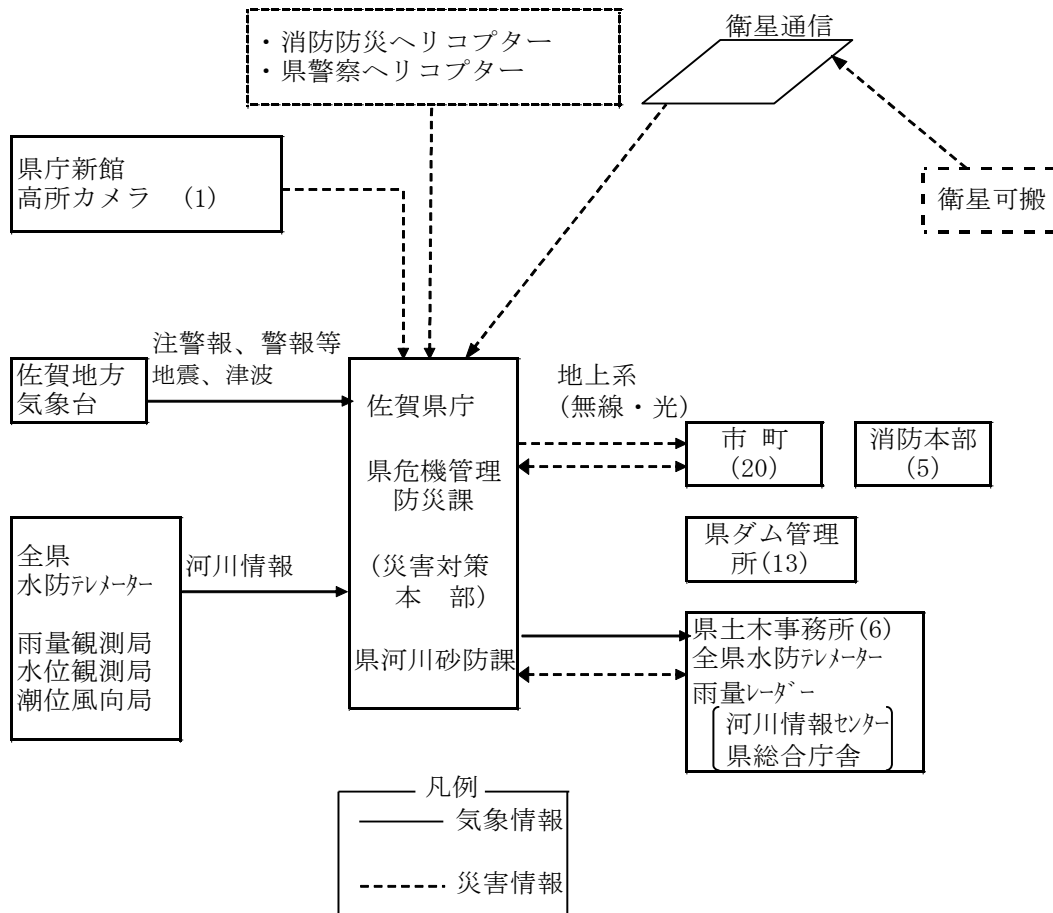 衛星通信
・消防防災ヘリコプター
・県警察ヘリコプター
県庁新館
高所カメラ (1)
衛星可搬
注警報、警報等
地震、津波
佐賀地方
気象台
佐賀県庁
県危機管理
防災課
(災害対策
本 部)
県河川砂防課
地上系
(無線・光)
市 町
(20)
消防本部
(5)
県ダム管理
所(13)
全県
水防ﾃﾚﾒｰﾀｰ
雨量観測局
水位観測局
潮位風向局
河川情報
県土木事務所(6)
全県水防ﾃﾚﾒｰﾀｰ
雨量ﾚｰﾀﾞｰ
河川情報ｾﾝﾀｰ
県総合庁舎
凡例
気象情報
災害情報